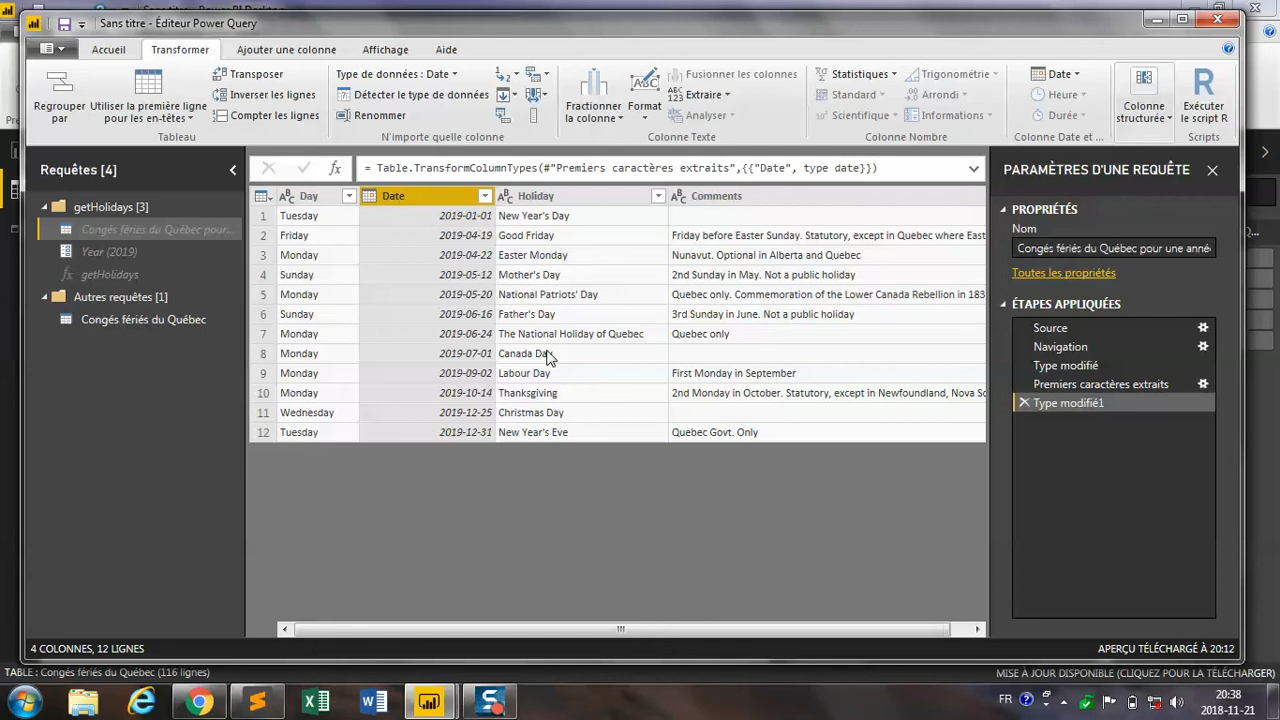 Sans titre - Éditeur Power Query
Accueil
Transformer
Ajouter une colonne
Affichage
Aide
Regrouper
par
Utiliser la première ligne
pour les en-têtes
Transposer
Inverser les lignes
Compter les lignes
Tableau
Type de données : Date
Détecter le type de données
Renommer
N'importe quelle colonne
Fractionner
la colonne
Format
Fusionner les colonnes
Extraire
Analyser
Colonne Texte
Statistiques
Standard
Scientifique
Trigonométrie
Arrondi
Informations
Colonne Nombre
Date
Heure
Durée
Colonne Date et ...
Colonne
structurée
Exécuter
le script R
Scripts
Requêtes [4]
getHolidays [3]
Congés fériés du Québec pour...
Year (2019)
getHolidays
Autres requêtes [1]
Congés fériés du Québec
= Table.TransformColumnTypes(#"Premiers caractères extraits",{{"Date", type date}})
Day Date Holiday Comments
1 Tuesday 2019-01-01 New Year's Day
2 Friday 2019-04-19 Good Friday Friday before Easter Sunday. Statutory, except in Quebec where East
3 Monday 2019-04-22 Easter Monday Nunavut. Optional in Alberta and Quebec
4 Sunday 2019-05-12 Mother's Day 2nd Sunday in May. Not a public holiday
5 Monday 2019-05-20 National Patriots' Day Quebec only. Commemoration of the Lower Canada Rebellion in 183
6 Sunday 2019-06-16 Father's Day 3rd Sunday in June. Not a public holiday
7 Monday 2019-06-24 The National Holiday of Quebec Quebec only
8 Monday 2019-07-01 Canada Day
9 Monday 2019-09-02 Labour Day First Monday in September
10 Monday 2019-10-14 Thanksgiving 2nd Monday in October. Statutory, except in Newfoundland, Nova Sc
11 Wednesday 2019-12-25 Christmas Day
12 Tuesday 2019-12-31 New Year's Eve Quebec Govt. Only
PARAMÈTRES D'UNE REQUÊTE
PROPRIÉTÉS
Nom
Congés fériés du Québec pour une anné
Toutes les propriétés
ÉTAPES APPLIQUÉES
Source
Navigation
Type modifié
Premiers caractères extraits
Type modifié1
4 COLONNES, 12 LIGNES
APERÇU TÉLÉCHARGÉ À 20:12
TABLE : Congés fériés du Québec (116 lignes)
MISE À JOUR DISPONIBLE (CLIQUEZ POUR LA TÉLÉCHARGER)
FR
20:38
2018-11-21